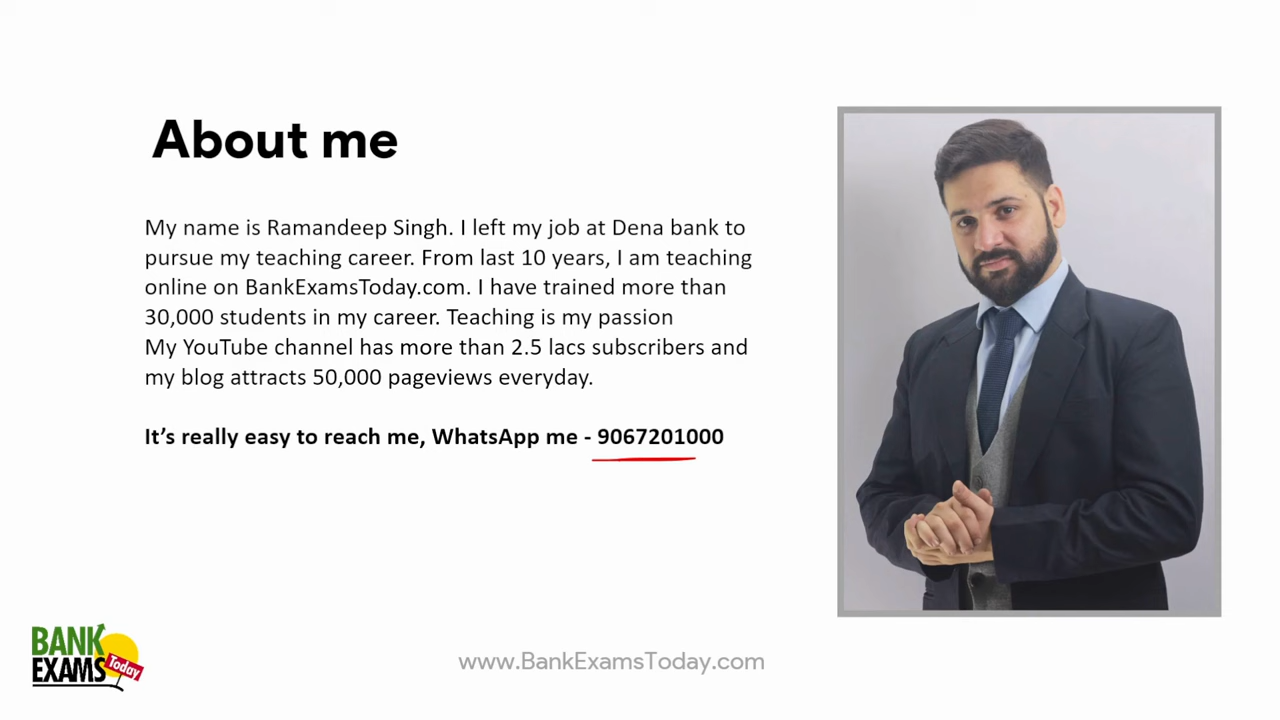 About me
My name is Ramandeep Singh. I left my job at Dena bank to
pursue my teaching career. From last 10 years, I am teaching
online on BankExamsToday.com. I have trained more than
30,000 students in my career. Teaching is my passion
My YouTube channel has more than 2.5 lacs subscribers and
my blog attracts 50,000 pageviews everyday.
It’s really easy to reach me, WhatsApp me - 9067201000
BANK
EXAMS
Today
www.BankExamsToday.com